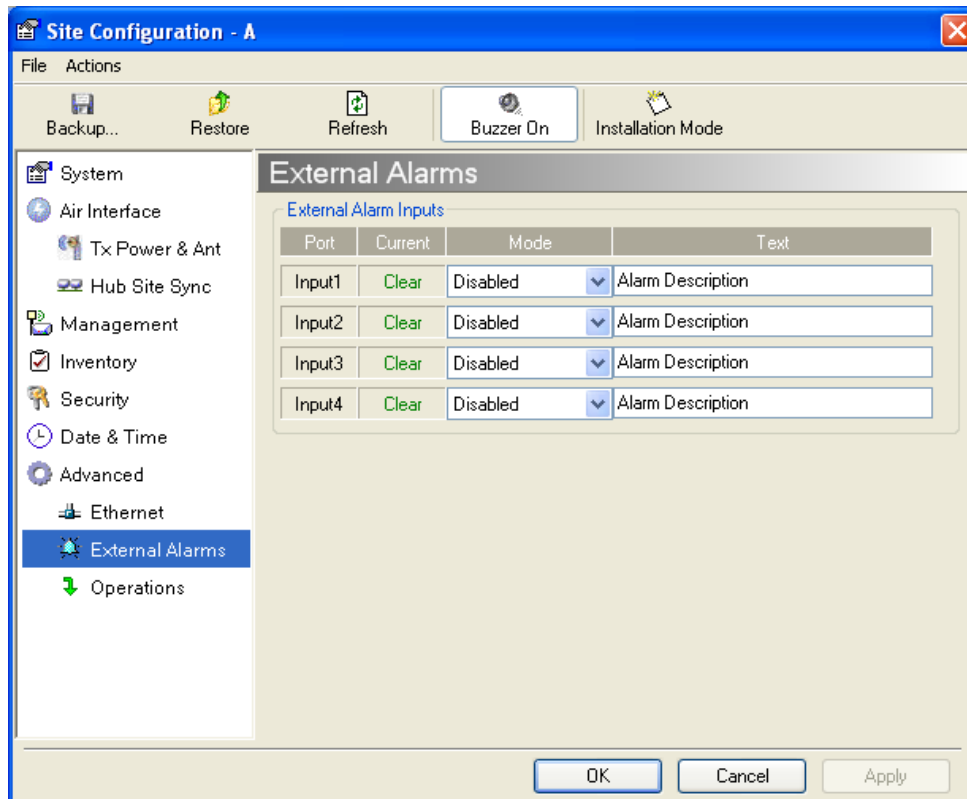 Site Configuration - A
File Actions
Backup... Restore Refresh Buzzer On Installation Mode
System
Air Interface
Tx Power & Ant
Hub Site Sync
Management
Inventory
Security
Date & Time
Advanced
Ethernet
External Alarms
Operations
External Alarms
External Alarm Inputs
Port Current Mode Text
Input1 Clear Disabled Alarm Description
Input2 Clear Disabled Alarm Description
Input3 Clear Disabled Alarm Description
Input4 Clear Disabled Alarm Description
OK Cancel Apply